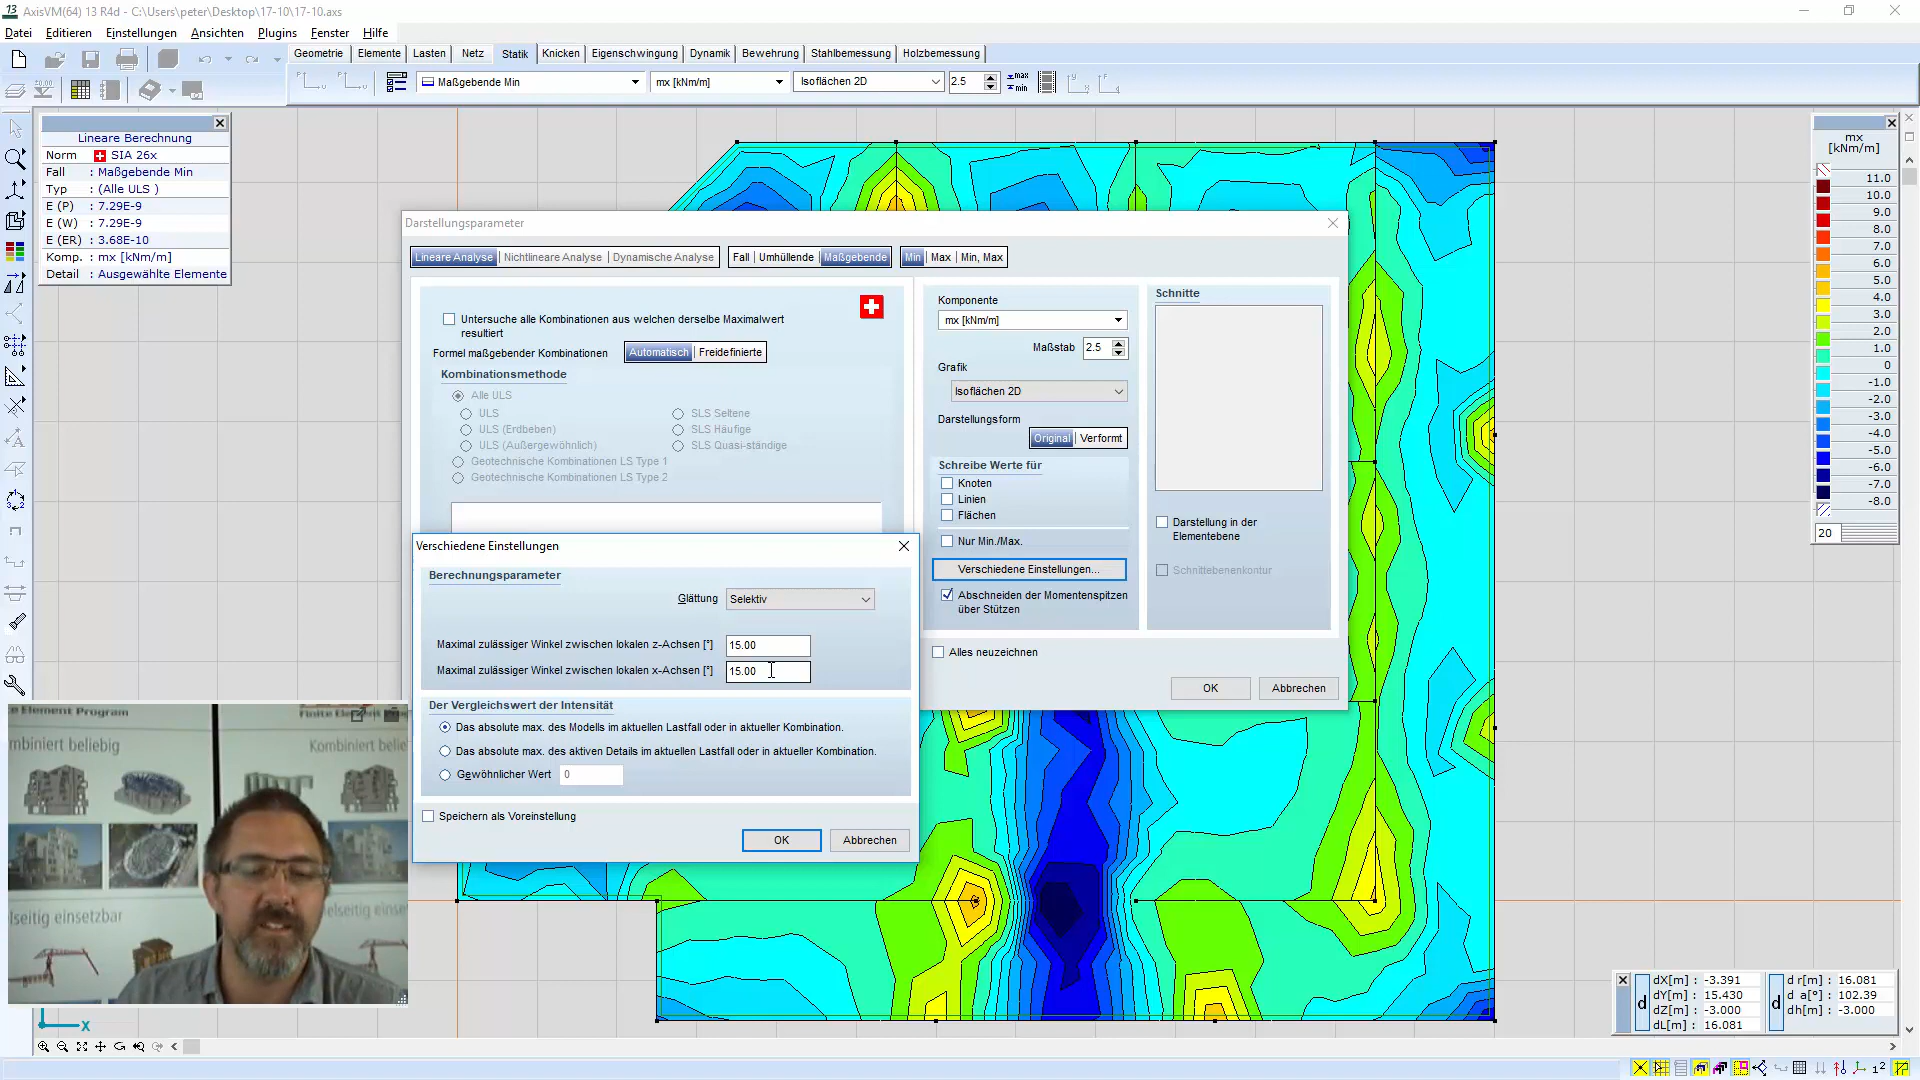 13 AxisVM(64) 13 R4d - C:\Users\peter\Desktop\17-10\17-10.axs
Datei Editieren Einstellungen Ansichten Plugins Fenster Hilfe
Geometrie Elemente Lasten Netz Statik Knicken Eigenschwingung Dynamik Bewehrung Stahlbemessung Holzbemessung
Maßgebende Min mx [kNm/m] Isoflächen 2D 2.5 max min
Lineare Berechnung
Norm SIA 26x
Fall : Maßgebende Min
Typ : (Alle ULS )
E (P) : 7.29E-9
E (W) : 7.29E-9
E (ER) : 3.68E-10
Komp. : mx [kNm/m]
Detail : Ausgewählte Elemente
Darstellungsparameter
Lineare Analyse Nichtlineare Analyse Dynamische Analyse Fall Umhüllende Maßgebende Min Max Min, Max
Untersuche alle Kombinationen aus welchen derselbe Maximalwert
resultiert
Formel maßgebender Kombinationen Automatisch Freidefinierte
Kombinationsmethode
Alle ULS
ULS SLS Seltene
ULS (Erdbeben) SLS Häufige
ULS (Außergewöhnlich) SLS Quasi-ständige
Geotechnische Kombinationen LS Type 1
Geotechnische Kombinationen LS Type 2
Komponente
mx [kNm/m]
Maßstab 2.5
Grafik
Isoflächen 2D
Darstellungsform
Original Verformt
Schreibe Werte für
Knoten
Linien
Flächen
Nur Min./Max.
Verschiedene Einstellungen...
Abschneiden der Momentenspitzen
über Stützen
Schnitte
Darstellung in der
Elementebene
Schnittebenenkontur
Alles neuzeichnen
OK Abbrechen
Verschiedene Einstellungen
Berechnungsparameter
Glättung Selektiv
Maximal zulässiger Winkel zwischen lokalen z-Achsen [°] 15.00
Maximal zulässiger Winkel zwischen lokalen x-Achsen [°] 15.00
Der Vergleichswert der Intensität
Das absolute max. des Modells im aktuellen Lastfall oder in aktueller Kombination.
Das absolute max. des aktiven Details im aktuellen Lastfall oder in aktueller Kombination.
Gewöhnlicher Wert 0
Speichern als Voreinstellung
OK Abbrechen
mx
[kNm/m]
11.0
10.0
9.0
8.0
7.0
6.0
5.0
4.0
3.0
2.0
1.0
0
-1.0
-2.0
-3.0
-4.0
-5.0
-6.0
-7.0
-8.0
20
te Element Program
mbiniert beliebig
Kombiniert belie
lseitig einsetzbar
elseitig einset
X
d dX[m] : -3.391
dY[m] : 15.430
dZ[m] : -3.000
dL[m] : 16.081
d d r[m] : 16.081
d a[°] : 102.39
dh[m] : -3.000